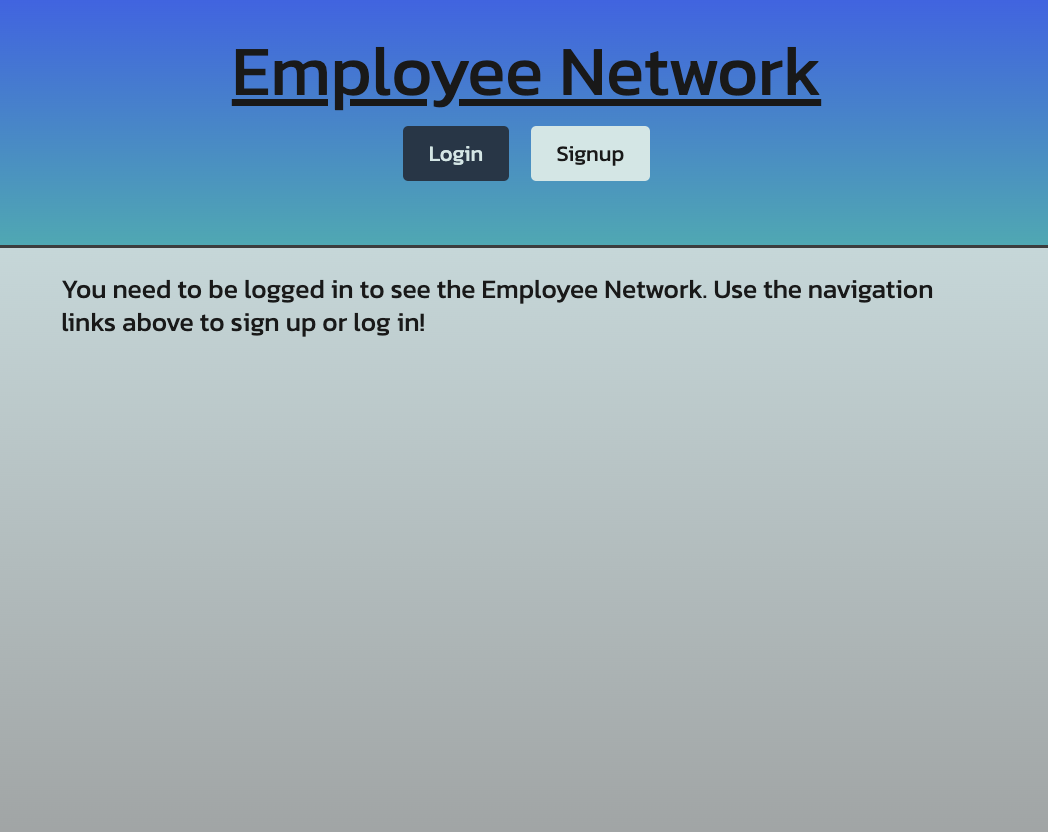 Employee Network
Login Signup
You need to be logged in to see the Employee Network. Use the navigation
links above to sign up or log in!